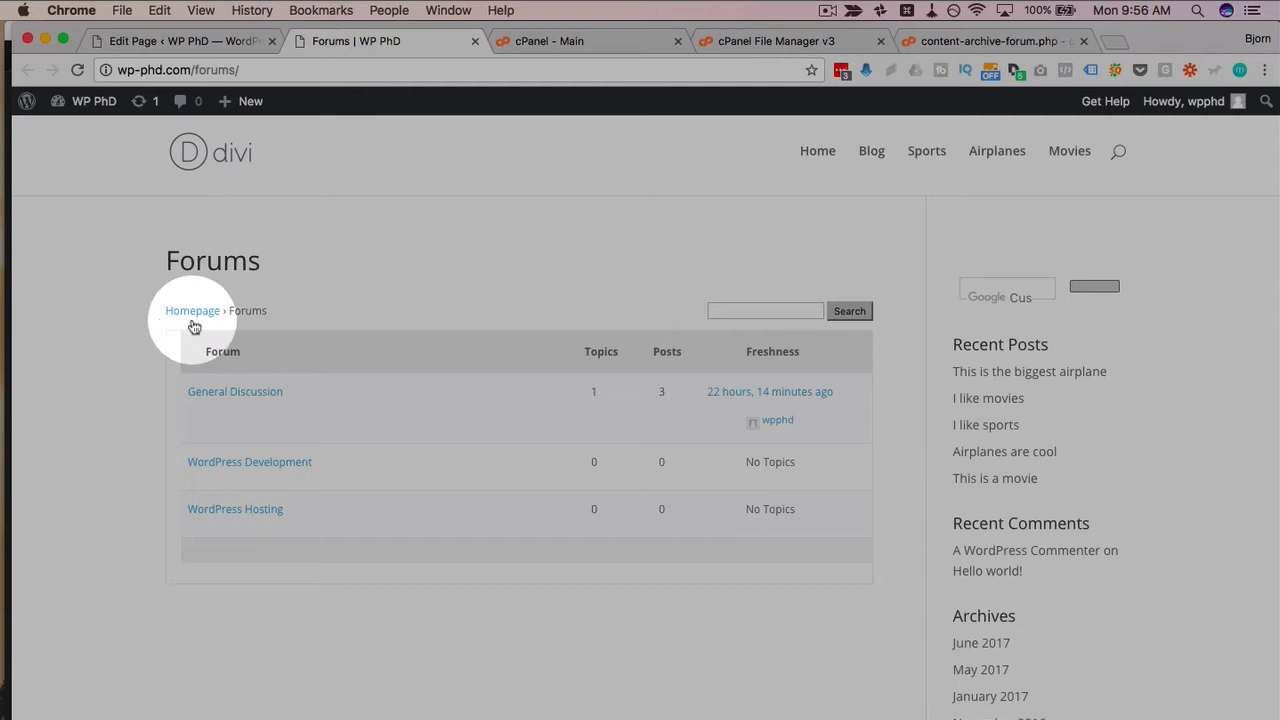 Chrome File Edit View History Bookmarks People Window Help 100% Mon 9:56 AM
Edit Page ‹ WP PhD — WordPr Forums | WP PhD cPanel - Main cPanel File Manager v3 content-archive-forum.php - c Bjorn
wp-phd.com/forums/ 3 OFF 6 m
WP PhD 1 0 + New Get Help Howdy, wpphd
D divi Home Blog Sports Airplanes Movies
Forums
Homepage › Forums Search
Google Cus
Forum Topics Posts Freshness
General Discussion 1 3 22 hours, 14 minutes ago
wpphd
WordPress Development 0 0 No Topics
WordPress Hosting 0 0 No Topics
Recent Posts
This is the biggest airplane
I like movies
I like sports
Airplanes are cool
This is a movie
Recent Comments
A WordPress Commenter on
Hello world!
Archives
June 2017
May 2017
January 2017